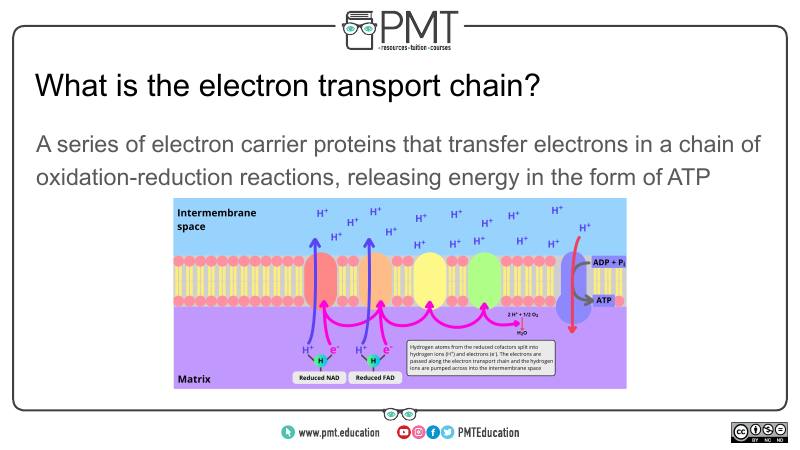 PMT
resources•tuition•courses
What is the electron transport chain?
A series of electron carrier proteins that transfer electrons in a chain of
oxidation-reduction reactions, releasing energy in the form of ATP
Intermembrane
space
H⁺ H⁺ H⁺ H⁺ H⁺ H⁺ H⁺ H⁺ H⁺
H⁺ H⁺ H⁺ H⁺ H⁺ H⁺ H⁺
ADP + Pᵢ
ATP
2 H⁺ + 1/2 O₂
H₂O
H⁺ e⁻ H⁺ e⁻
H H
Reduced NAD Reduced FAD
Hydrogen atoms from the reduced cofactors split into
hydrogen ions (H⁺) and electrons (e⁻). The electrons are
passed along the electron transport chain and the hydrogen
ions are pumped across into the intermembrane space
Matrix
www.pmt.education PMTEducation
CC
BY NC ND